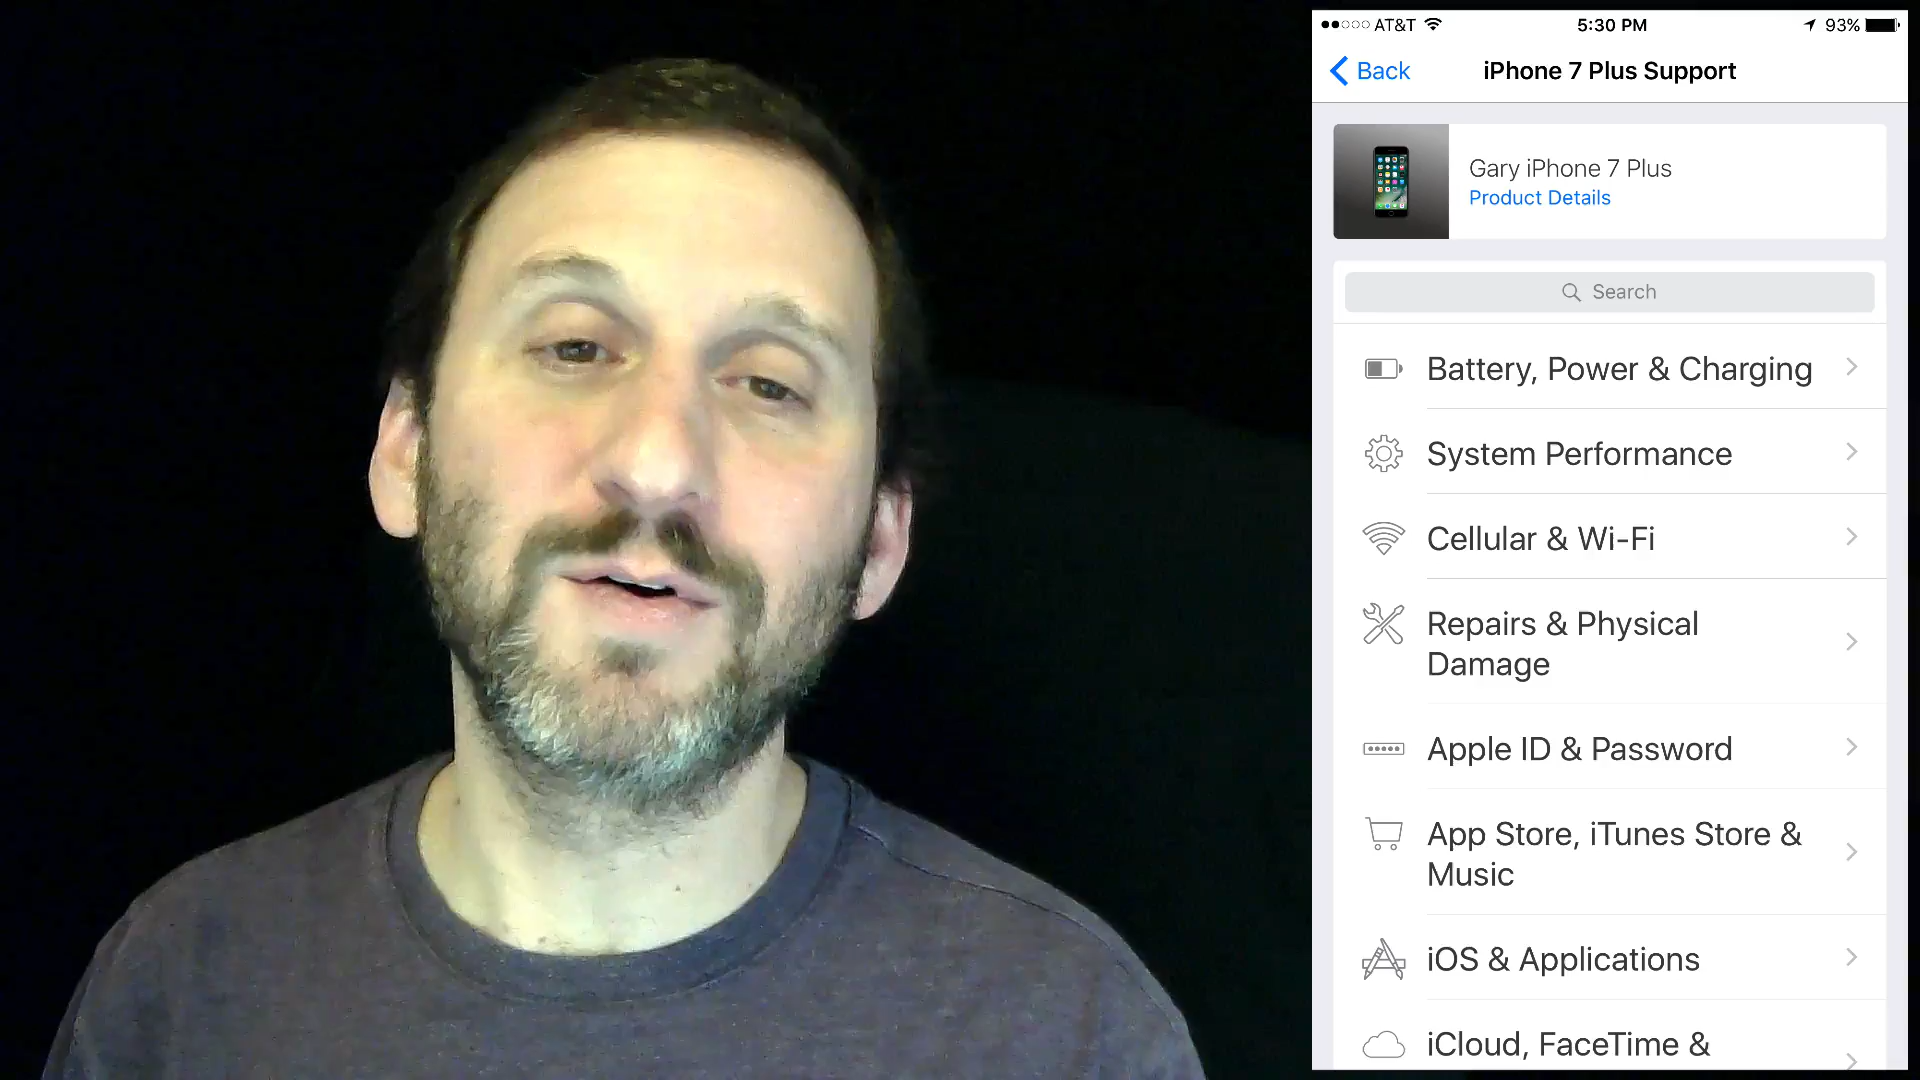 AT&T 5:30 PM 93%
Back iPhone 7 Plus Support
Gary iPhone 7 Plus
Product Details
Search
Battery, Power & Charging
System Performance
Cellular & Wi-Fi
Repairs & Physical
Damage
Apple ID & Password
App Store, iTunes Store &
Music
iOS & Applications
iCloud, FaceTime &